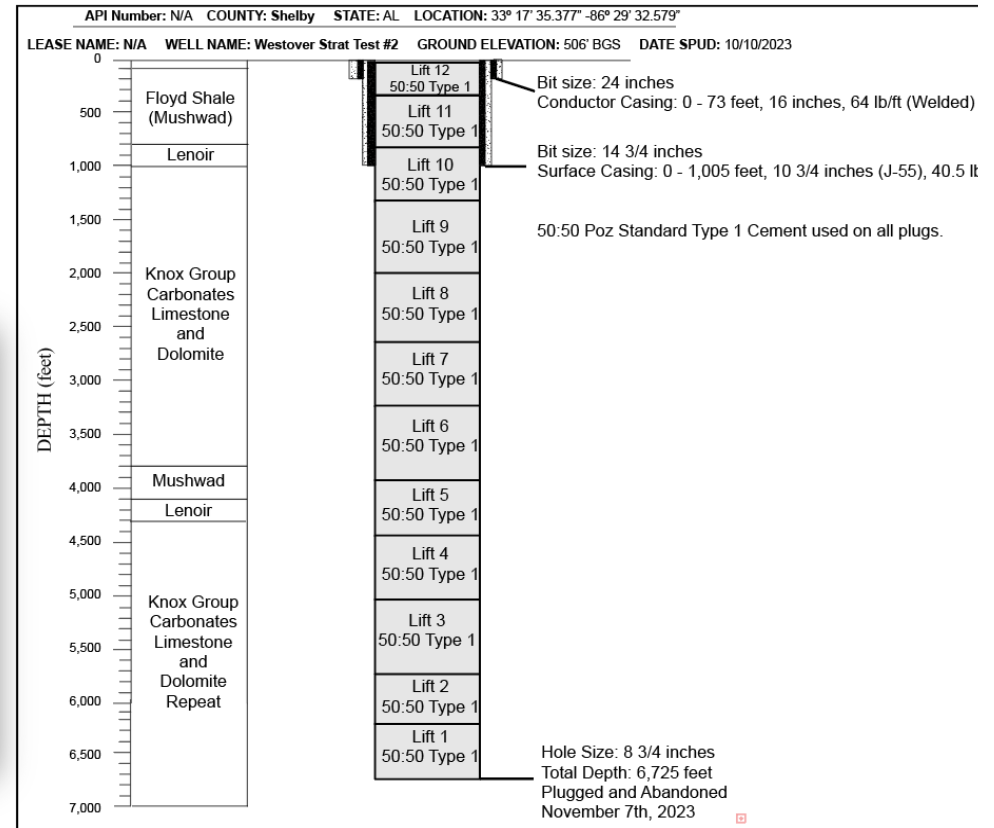 API Number: N/A COUNTY: Shelby STATE: AL LOCATION: 33º 17' 35.377" -86º 29' 32.579"
LEASE NAME: N/A WELL NAME: Westover Strat Test #2 GROUND ELEVATION: 506' BGS DATE SPUD: 10/10/2023
DEPTH (feet)
0
500
1,000
1,500
2,000
2,500
3,000
3,500
4,000
4,500
5,000
5,500
6,000
6,500
7,000
Floyd Shale
(Mushwad)
Lenoir
Knox Group
Carbonates
Limestone
and
Dolomite
Mushwad
Lenoir
Knox Group
Carbonates
Limestone
and
Dolomite
Repeat
Lift 12
50:50 Type 1
Lift 11
50:50 Type 1
Lift 10
50:50 Type 1
Lift 9
50:50 Type 1
Lift 8
50:50 Type 1
Lift 7
50:50 Type 1
Lift 6
50:50 Type 1
Lift 5
50:50 Type 1
Lift 4
50:50 Type 1
Lift 3
50:50 Type 1
Lift 2
50:50 Type 1
Lift 1
50:50 Type 1
Bit size: 24 inches
Conductor Casing: 0 - 73 feet, 16 inches, 64 lb/ft (Welded)
Bit size: 14 3/4 inches
Surface Casing: 0 - 1,005 feet, 10 3/4 inches (J-55), 40.5
50:50 Poz Standard Type 1 Cement used on all plugs.
Hole Size: 8 3/4 inches
Total Depth: 6,725 feet
Plugged and Abandoned
November 7th, 2023